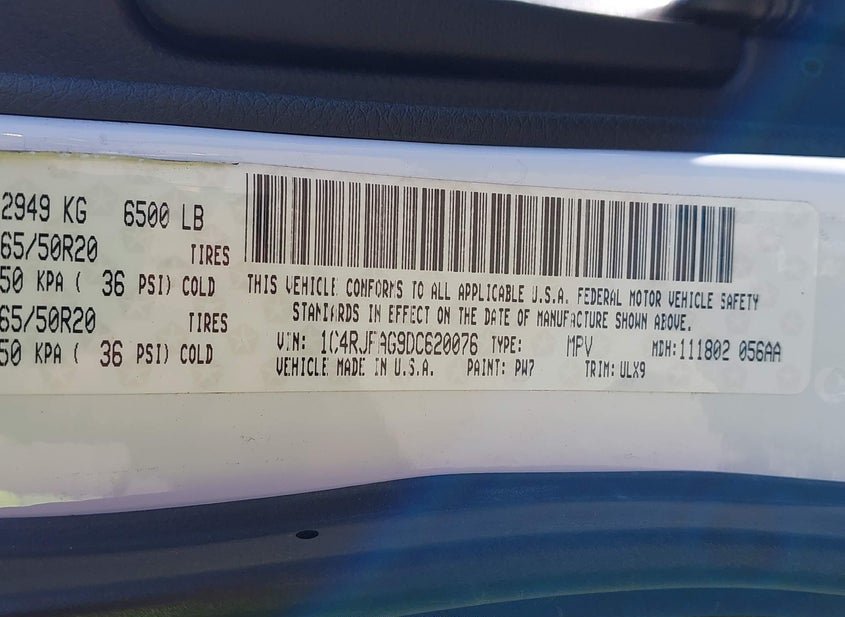 2949 KG 6500 LB
65/50R20 TIRES
50 KPA ( 36 PSI) COLD
65/50R20 TIRES
50 KPA ( 36 PSI) COLD
THIS VEHICLE CONFORMS TO ALL APPLICABLE U.S.A. FEDERAL MOTOR VEHICLE SAFETY
STANDARDS IN EFFECT ON THE DATE OF MANUFACTURE SHOWN ABOVE.
VIN: 1C4RJFAG9DC620076 TYPE: MPV MDH:111802 056AA
VEHICLE MADE IN U.S.A. PAINT: PW7 TRIM: ULX9